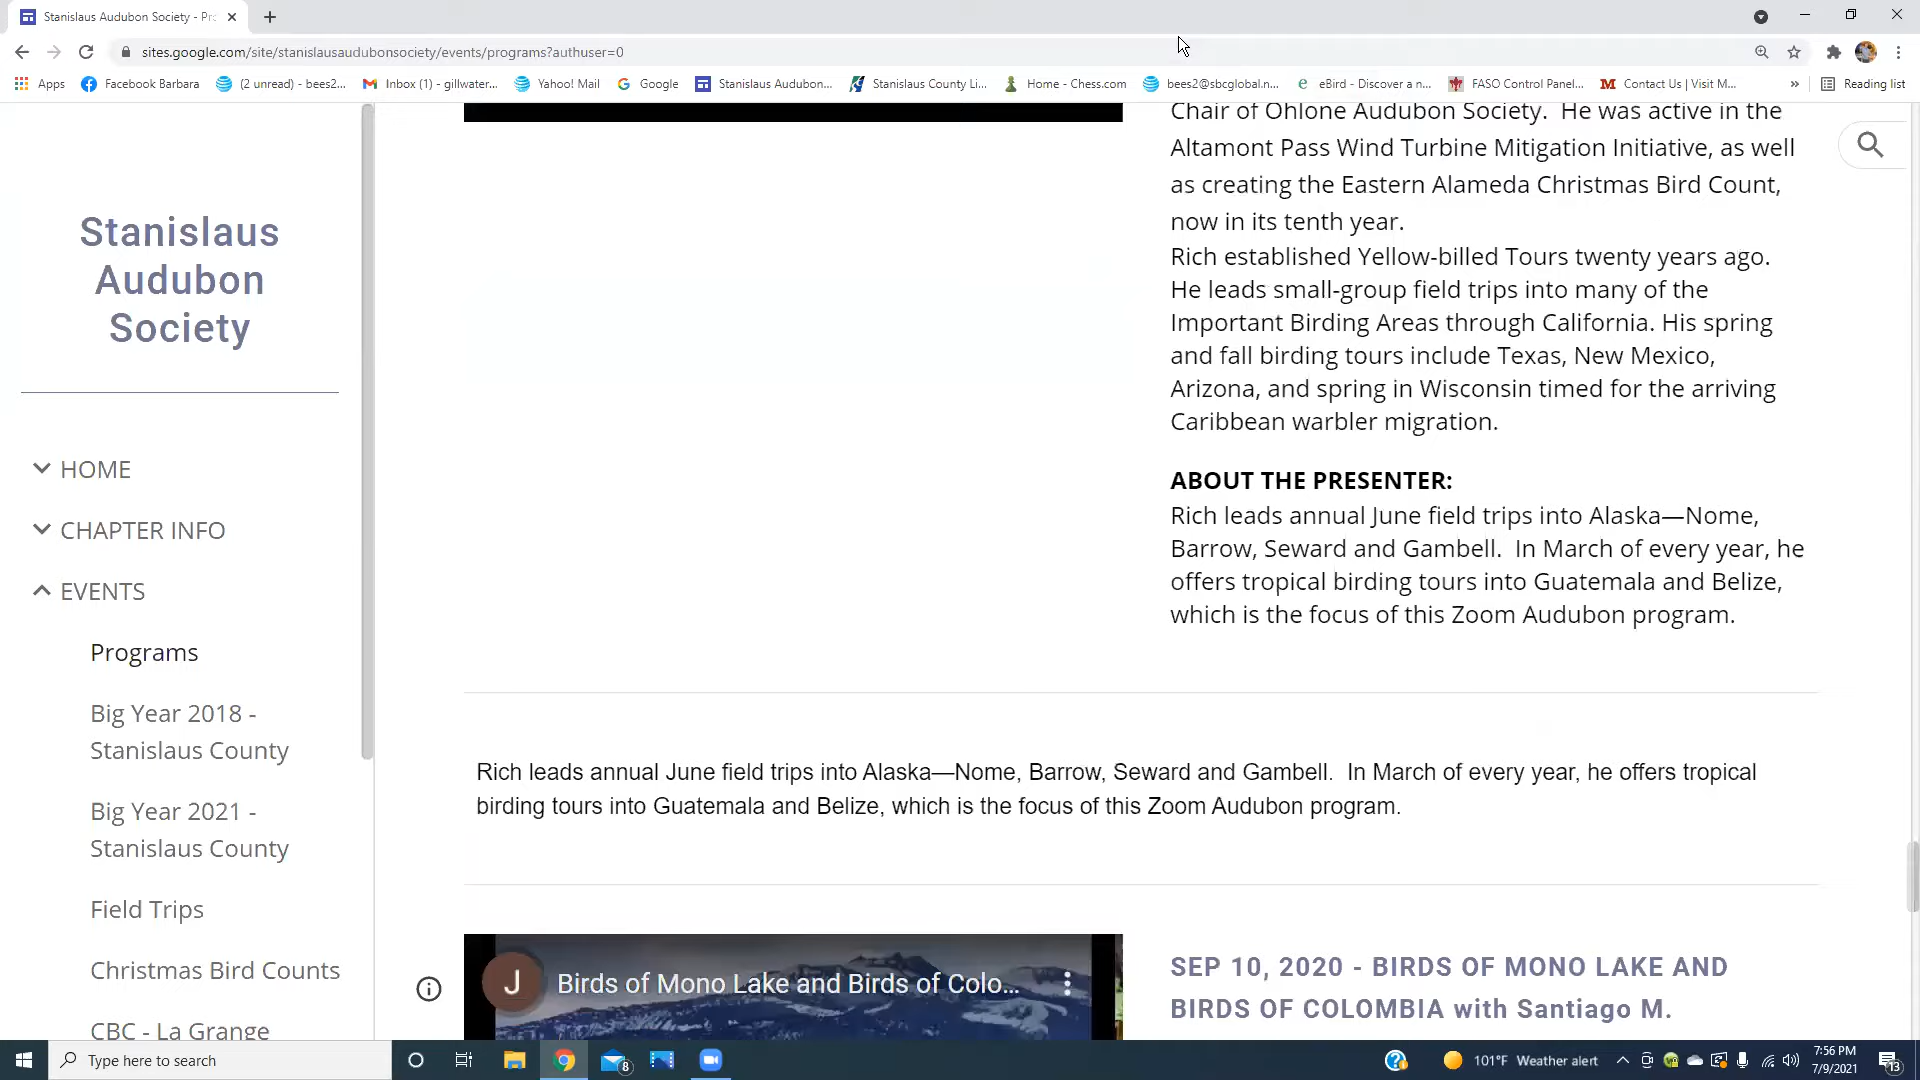 Stanislaus Audubon Society - Pro
sites.google.com/site/stanislausaudubonsociety/events/programs?authuser=0
Apps
Facebook Barbara
(2 unread) - bees2...
Inbox (1) - gillwater...
Yahoo! Mail
Google
Stanislaus Audubon...
Stanislaus County Li...
Home - Chess.com
bees2@sbcglobal.n...
eBird - Discover a n...
FASO Control Panel...
Contact Us | Visit M...
»
Reading list
Stanislaus
Audubon
Society
HOME
CHAPTER INFO
EVENTS
Programs
Big Year 2018 -
Stanislaus County
Big Year 2021 -
Stanislaus County
Field Trips
Christmas Bird Counts
CBC - La Grange
Chair of Ohlone Audubon Society.  He was active in the
Altamont Pass Wind Turbine Mitigation Initiative, as well
as creating the Eastern Alameda Christmas Bird Count,
now in its tenth year.
Rich established Yellow-billed Tours twenty years ago.
He leads small-group field trips into many of the
Important Birding Areas through California. His spring
and fall birding tours include Texas, New Mexico,
Arizona, and spring in Wisconsin timed for the arriving
Caribbean warbler migration.
ABOUT THE PRESENTER:
Rich leads annual June field trips into Alaska—Nome,
Barrow, Seward and Gambell.  In March of every year, he
offers tropical birding tours into Guatemala and Belize,
which is the focus of this Zoom Audubon program.
Rich leads annual June field trips into Alaska—Nome, Barrow, Seward and Gambell.  In March of every year, he offers tropical
birding tours into Guatemala and Belize, which is the focus of this Zoom Audubon program.
J
Birds of Mono Lake and Birds of Colo...
SEP 10, 2020 - BIRDS OF MONO LAKE AND
BIRDS OF COLOMBIA with Santiago M.
Type here to search
8
101°F Weather alert
7:56 PM
7/9/2021
13